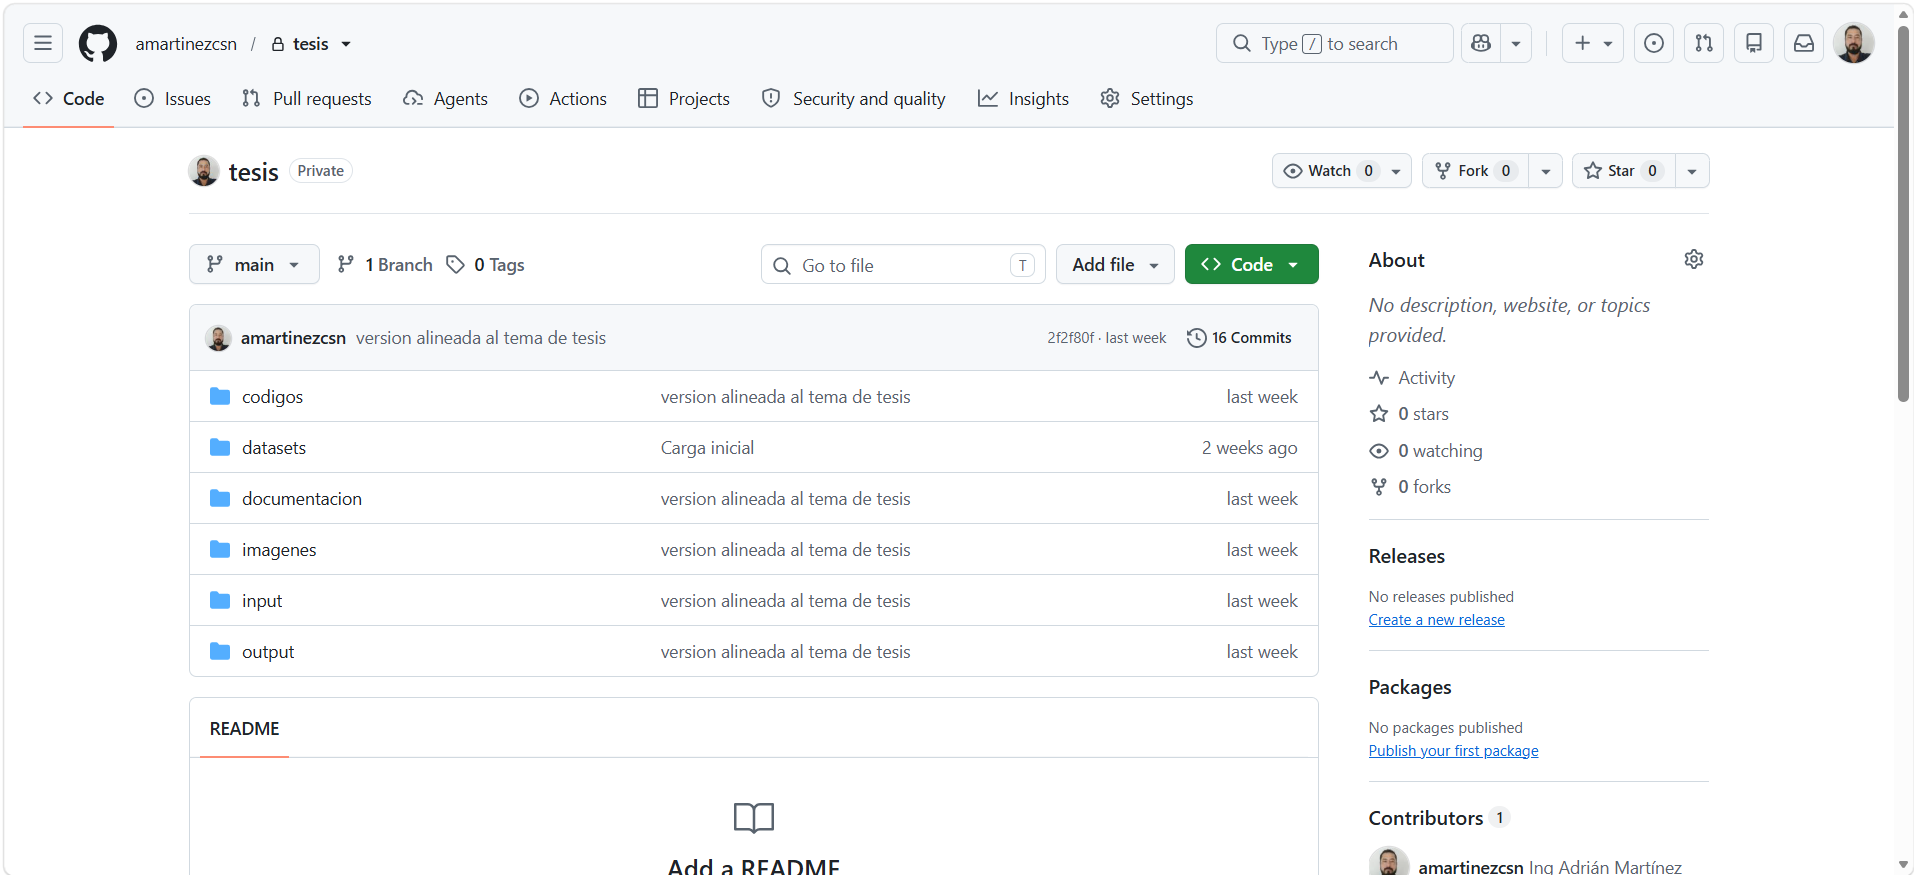 amartinezcsn / tesis
Type / to search
Code Issues Pull requests Agents Actions Projects Security and quality Insights Settings
tesis Private
Watch 0 Fork 0 Star 0
main 1 Branch 0 Tags Go to file T Add file Code
amartinezcsn version alineada al tema de tesis 2f2f80f · last week 16 Commits
codigos version alineada al tema de tesis last week
datasets Carga inicial 2 weeks ago
documentacion version alineada al tema de tesis last week
imagenes version alineada al tema de tesis last week
input version alineada al tema de tesis last week
output version alineada al tema de tesis last week
README
Add a README
About
No description, website, or topics
provided.
Activity
0 stars
0 watching
0 forks
Releases
No releases published
Create a new release
Packages
No packages published
Publish your first package
Contributors 1
amartinezcsn Ing Adrián Martínez